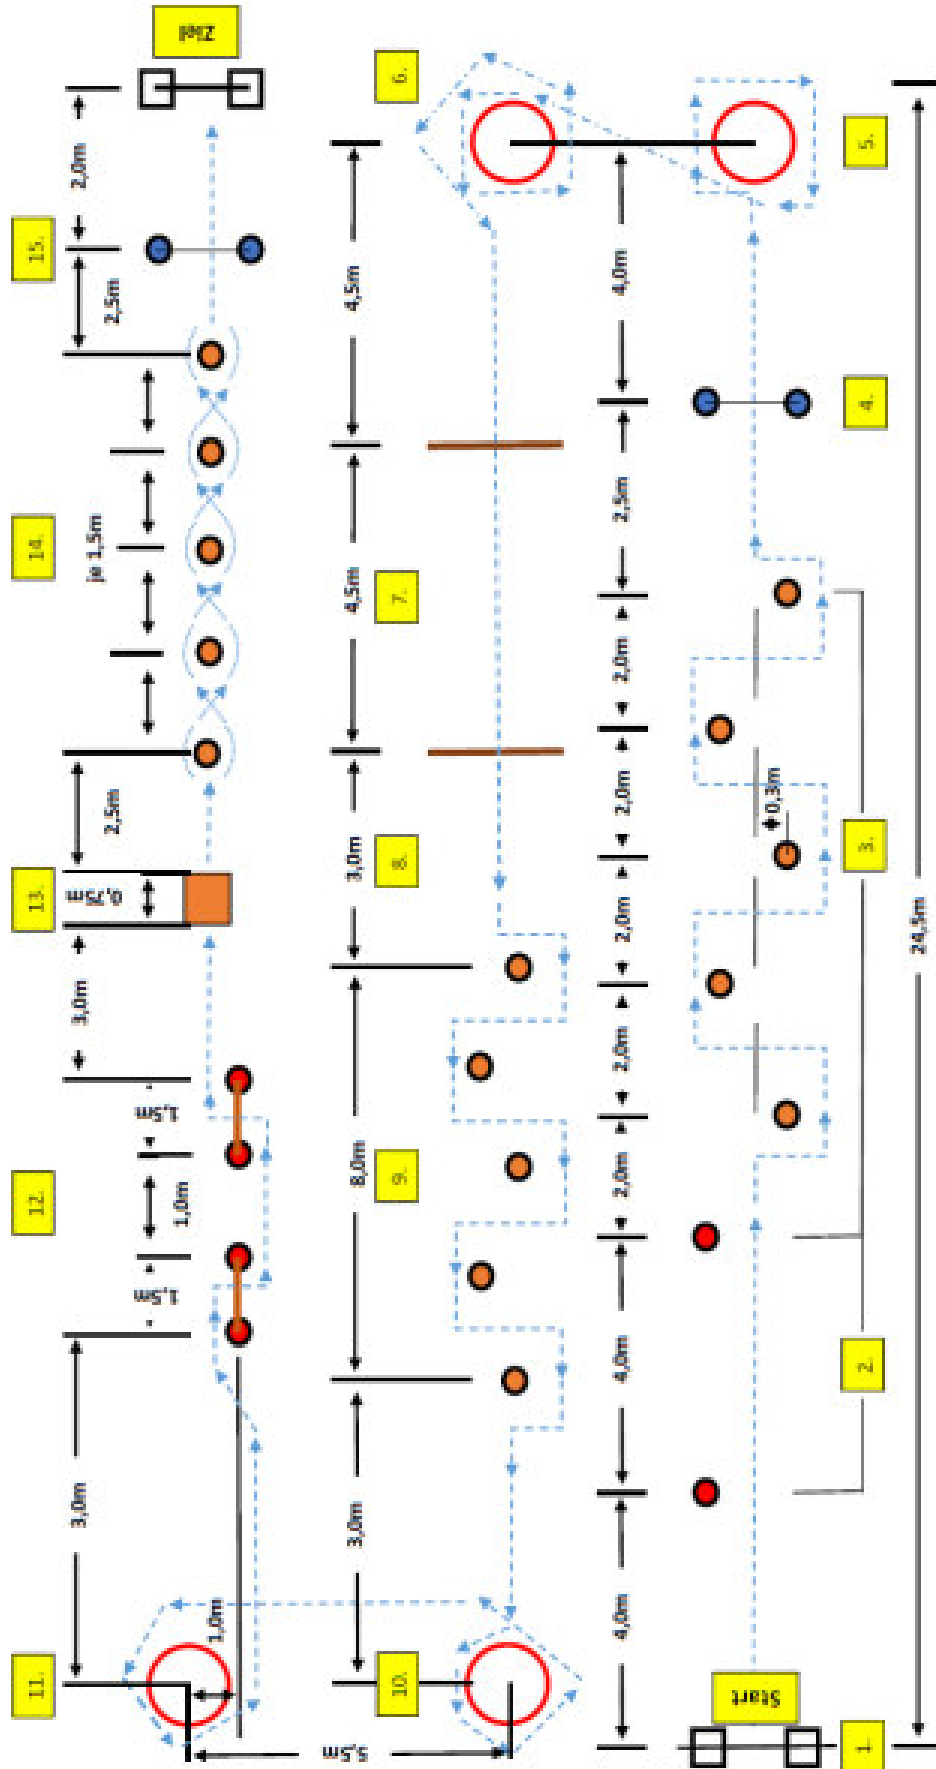 11.
12.
13.
14.
15.
Ziel
3,0m
1,5m
1,0m
1,5m
3,0m
0,75m
2,5m
je 1,5m
2,5m
2,0m
1,0m
5,5m
10.
9.
8.
7.
6.
3,0m
8,0m
3,0m
4,5m
4,5m
4,0m
4,0m
2,0m
2,0m
2,0m
2,0m
2,0m
2,5m
4,0m
0,3m
Start
1.
2.
3.
4.
5.
24,5m